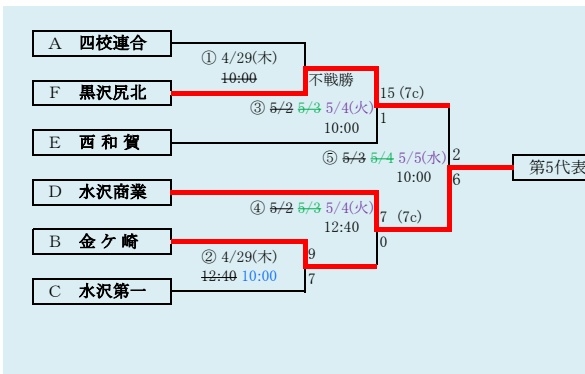 A 四校連合
① 4/29(木)
10:00
F 黒沢尻北
不戦勝
15 (7c)
③ 5/2 5/3 5/4(火)
1
10:00
E 西和賀
⑤ 5/3 5/4 5/5(水)
2
10:00
6
第5代表
D 水沢商業
④ 5/2 5/3 5/4(火)
7 (7c)
12:40
0
B 金ケ崎
② 4/29(木)
9
12:40 10:00
7
C 水沢第一